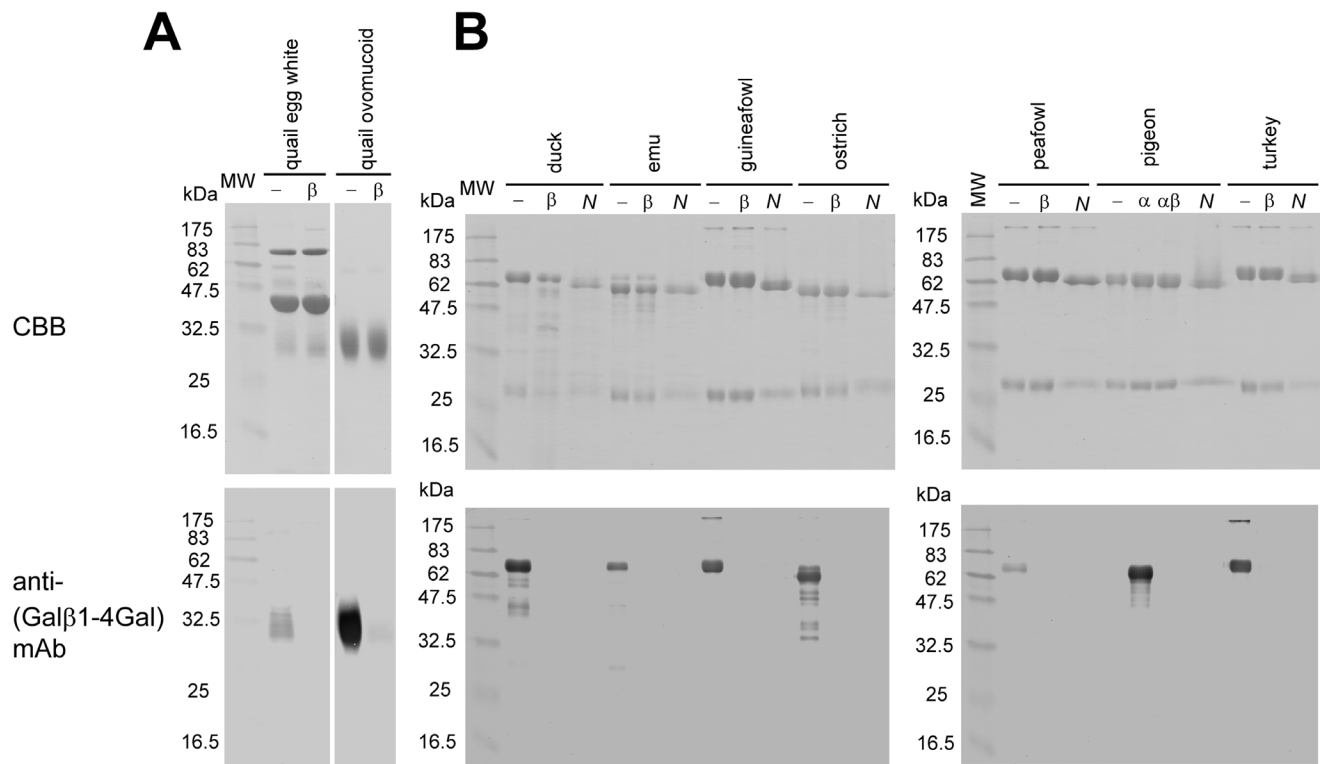 A
B
quail egg white
quail ovomucoid
duck
emu
guineafowl
ostrich
peafowl
pigeon
turkey
MW
kDa
− β − β
MW
kDa
− β N − β N − β N − β N
MW
kDa
− β N − α αβ N − β N
CBB
175
83
62
47.5
32.5
25
16.5
175
83
62
47.5
32.5
25
16.5
175
83
62
47.5
32.5
25
16.5
anti-
(Galβ1-4Gal)
mAb
175
83
62
47.5
32.5
25
16.5
kDa
175
83
62
47.5
32.5
25
16.5
kDa
175
83
62
47.5
32.5
25
16.5